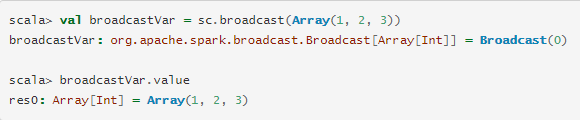 scala> val broadcastVar = sc.broadcast(Array(1, 2, 3))
broadcastVar: org.apache.spark.broadcast.Broadcast[Array[Int]] = Broadcast(0)
scala> broadcastVar.value
res0: Array[Int] = Array(1, 2, 3)